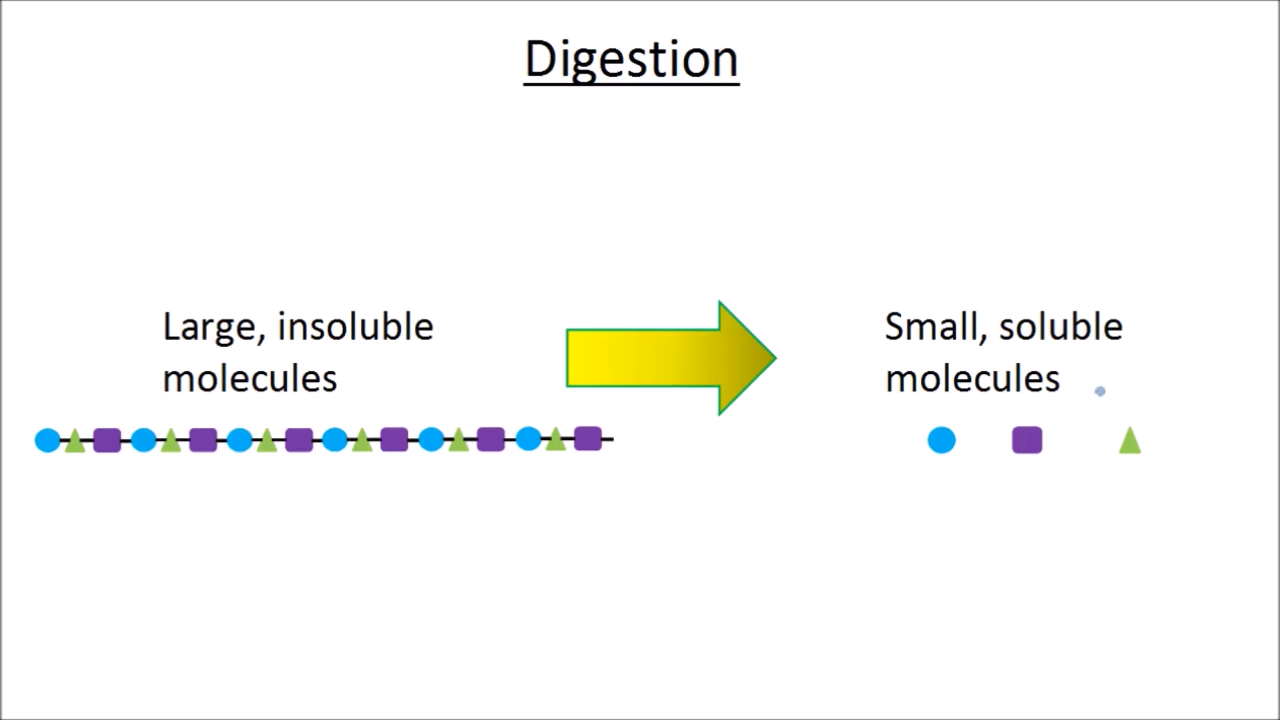 Digestion
Large, insoluble
molecules
Small, soluble
molecules